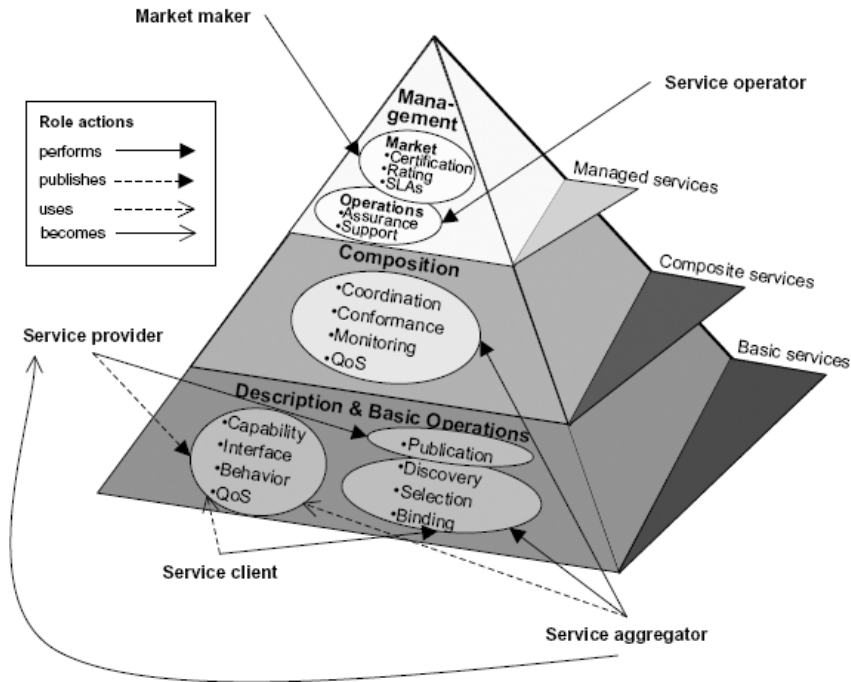 Market maker
Service operator
Role actions
performs
publishes
uses
becomes
Mana-
gement
Market
•Certification
•Rating
•SLAs
Operations
•Assurance
•Support
Managed services
Composition
•Coordination
•Conformance
•Monitoring
•QoS
Composite services
Service provider
Basic services
Description & Basic Operations
•Capability
•Interface
•Behavior
•QoS
•Publication
•Discovery
•Selection
•Binding
Service client
Service aggregator